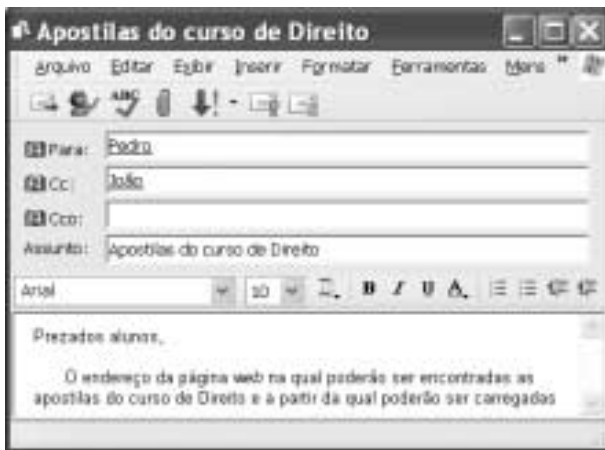 Apostilas do curso de Direito
Arquivo Editar Exibir Inserir Formatar Ferramentas Mens "
ABC
Para: Pedro
Cc: João
Cco:
Assunto: Apostilas do curso de Direito
Arial 10 B I U A
Prezados alunos,
O endereço da página web na qual poderão ser encontradas as
apostilas do curso de Direito e a partir da qual poderão ser carregadas